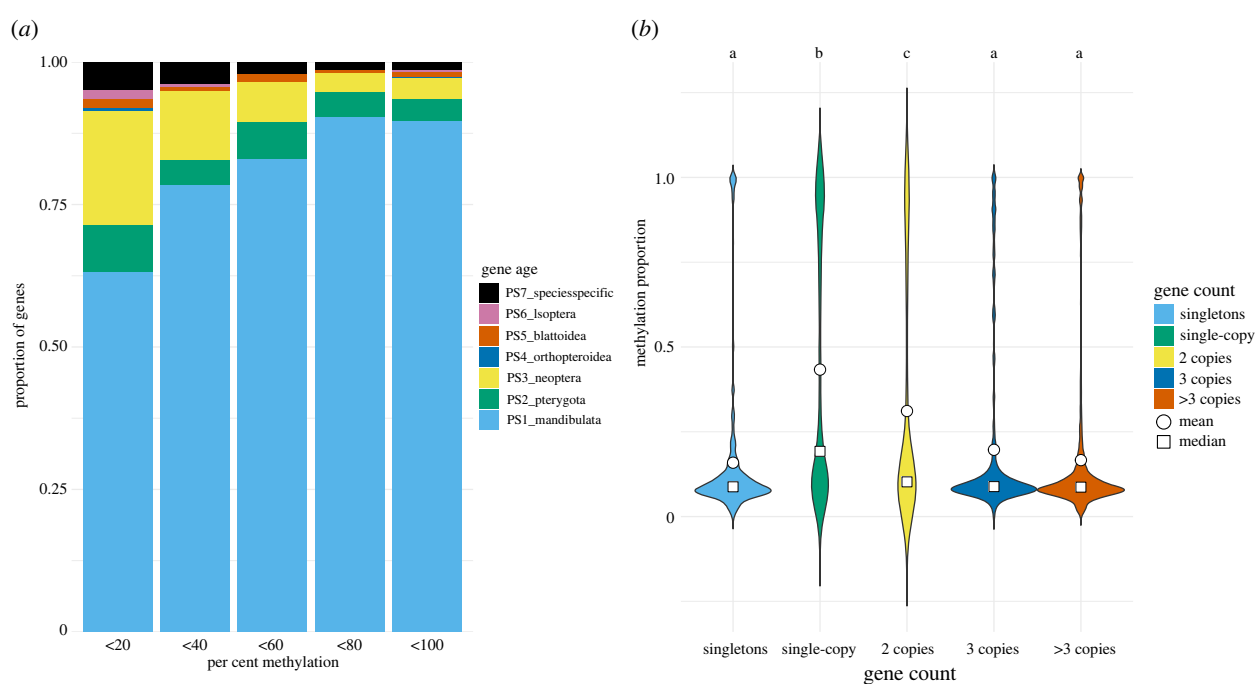 (a)
1.00
0.75
0.50
0.25
0
proportion of genes
<20 <40 <60 <80 <100
per cent methylation
gene age
PS7_speciesspecific
PS6_Isoptera
PS5_blattoidea
PS4_orthopteroidea
PS3_neoptera
PS2_pterygota
PS1_mandibulata
(b)
a b c a a
1.0
0.5
0
methylation proportion
singletons single-copy 2 copies 3 copies >3 copies
gene count
gene count
singletons
single-copy
2 copies
3 copies
>3 copies
mean
median